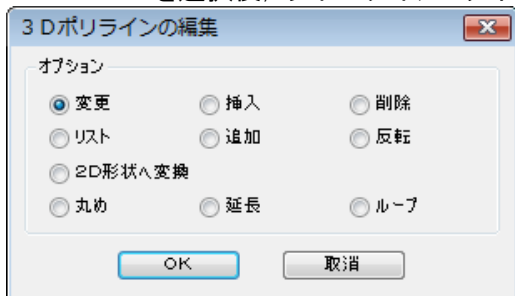 3Dポリラインの編集
オプション
変更 挿入 削除
リスト 追加 反転
2D形状へ変換
丸め 延長 ループ
OK 取消